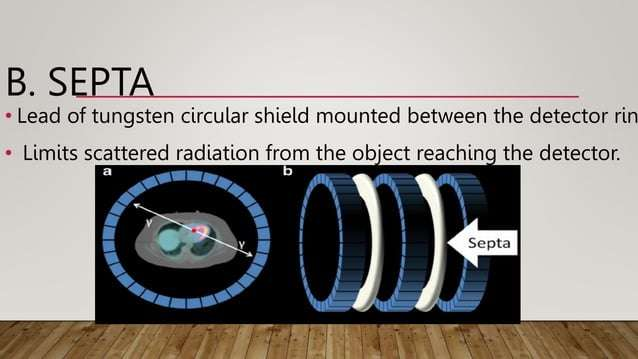 B. SEPTA
• Lead of tungsten circular shield mounted between the detector rin
• Limits scattered radiation from the object reaching the detector.
a b
γ
γ
Septa